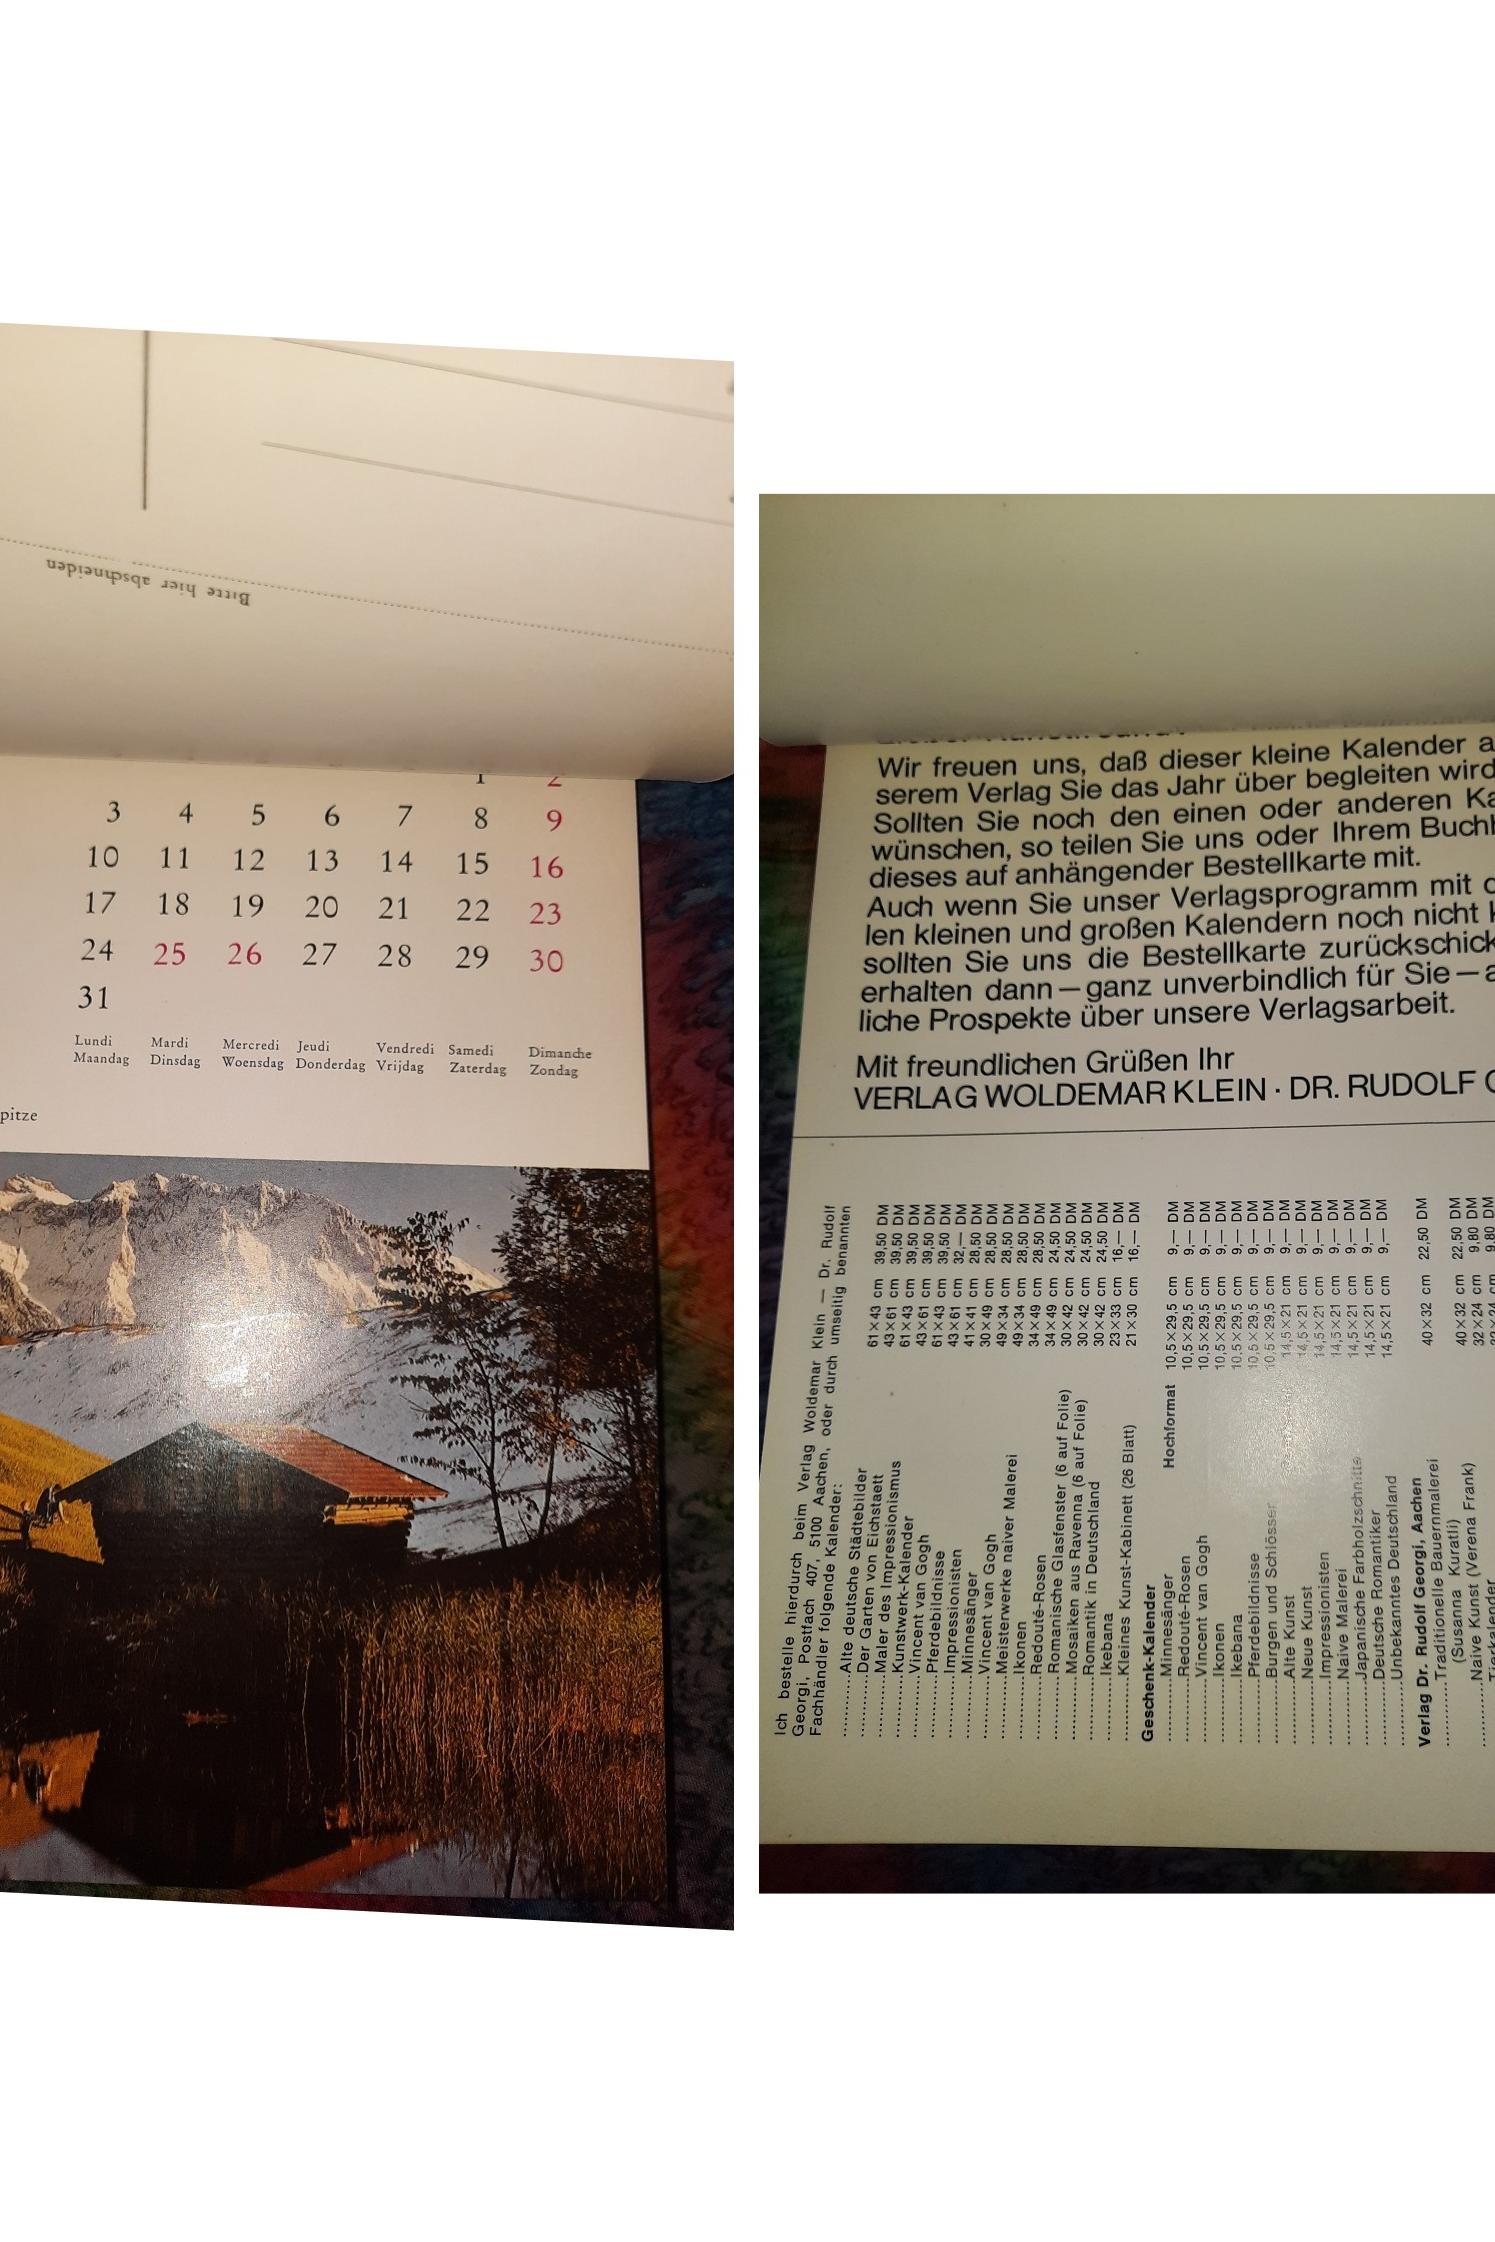 Bitte hier abschneiden
1 2
3 4 5 6 7 8 9
10 11 12 13 14 15 16
17 18 19 20 21 22 23
24 25 26 27 28 29 30
31
Lundi Mardi Mercredi Jeudi Vendredi Samedi Dimanche
Maandag Dinsdag Woensdag Donderdag Vrijdag Zaterdag Zondag
pitze
Wir freuen uns, daß dieser kleine Kalender a
serem Verlag Sie das Jahr über begleiten wird
Sollten Sie noch den einen oder anderen Ka
wünschen, so teilen Sie uns oder Ihrem Buchh
dieses auf anhängender Bestellkarte mit.
Auch wenn Sie unser Verlagsprogramm mit d
len kleinen und großen Kalendern noch nicht k
sollten Sie uns die Bestellkarte zurückschick
erhalten dann — ganz unverbindlich für Sie — a
liche Prospekte über unsere Verlagsarbeit.
Mit freundlichen Grüßen Ihr
VERLAG WOLDEMAR KLEIN · DR. RUDOLF G
Ich bestelle hierdurch beim Verlag Woldemar Klein — Dr. Rudolf
Georgi, Postfach 407, 5100 Aachen, oder durch umseitig benannten
Fachhändler folgende Kalender:
..........Alte deutsche Städtebilder 61×43 cm 39,50 DM
..........Der Garten von Eichstaett 43×61 cm 39,50 DM
..........Maler des Impressionismus 61×43 cm 39,50 DM
..........Kunstwerk-Kalender 43×61 cm 39,50 DM
..........Vincent van Gogh 61×43 cm 39,50 DM
..........Pferdebildnisse 43×61 cm 32,— DM
..........Impressionisten 41×41 cm 28,50 DM
..........Minnesänger 30×49 cm 28,50 DM
..........Vincent van Gogh 49×34 cm 28,50 DM
..........Meisterwerke naiver Malerei 49×34 cm 28,50 DM
..........Ikonen 34×49 cm 28,50 DM
..........Redouté-Rosen 34×49 cm 24,50 DM
..........Romanische Glasfenster (6 auf Folie) 30×42 cm 24,50 DM
..........Mosaiken aus Ravenna (6 auf Folie) 30×42 cm 24,50 DM
..........Romantik in Deutschland 30×42 cm 24,50 DM
..........Ikebana 23×33 cm 16,— DM
..........Kleines Kunst-Kabinett (26 Blatt) 21×30 cm 16,— DM
Geschenk-Kalender
..........Minnesänger Hochformat 10,5×29,5 cm 9,— DM
..........Redouté-Rosen 10,5×29,5 cm 9,— DM
..........Vincent van Gogh 10,5×29,5 cm 9,— DM
..........Ikonen 10,5×29,5 cm 9,— DM
..........Ikebana 10,5×29,5 cm 9,— DM
..........Pferdebildnisse 10,5×29,5 cm 9,— DM
..........Burgen und Schlösser 10,5×29,5 cm 9,— DM
..........Alte Kunst 14,5×21 cm 9,— DM
..........Neue Kunst 14,5×21 cm 9,— DM
..........Impressionisten 14,5×21 cm 9,— DM
..........Naive Malerei 14,5×21 cm 9,— DM
..........Japanische Farbholzschnitte 14,5×21 cm 9,— DM
..........Deutsche Romantiker 14,5×21 cm 9,— DM
..........Unbekanntes Deutschland 14,5×21 cm 9,— DM
Verlag Dr. Rudolf Georgi, Aachen
..........Traditionelle Bauernmalerei 40×32 cm 22,50 DM
(Susanna Kuratli)
..........Naive Kunst (Verena Frank) 40×32 cm 22,50 DM
32×24 cm 9,80 DM
Tierkalender 32×24 cm 9,80 DM